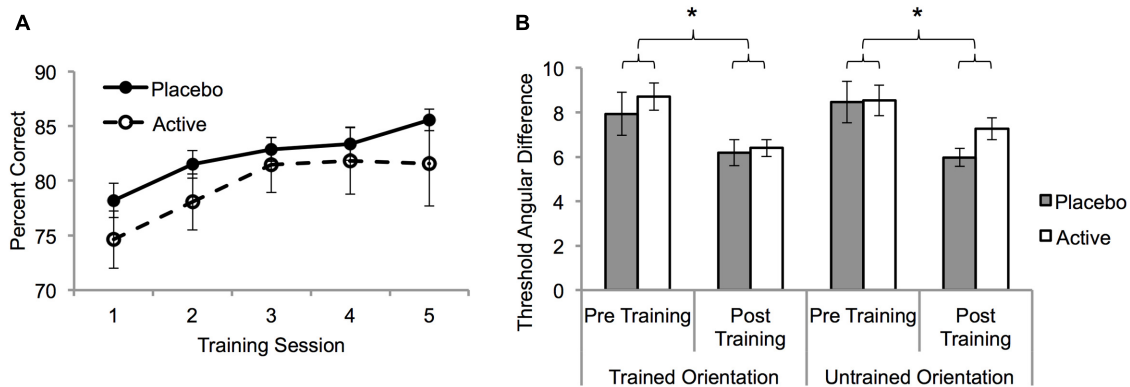 A
90
85
80
75
70
Percent Correct
Placebo
Active
1 2 3 4 5
Training Session
B
* *
10
8
6
4
2
0
Threshold Angular Difference
Placebo
Active
Pre Training
Post
Training
Pre Training
Post
Training
Trained Orientation
Untrained Orientation